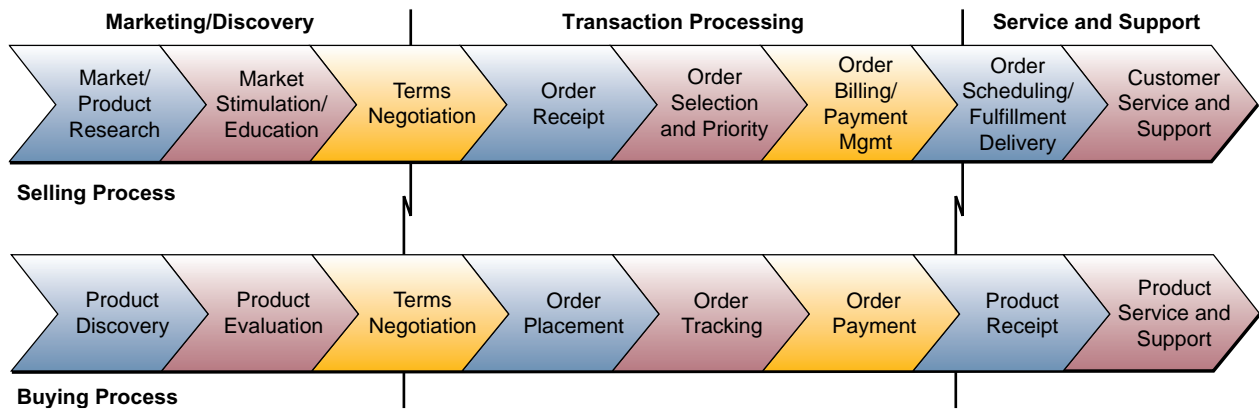 Marketing/Discovery
Transaction Processing
Service and Support
Market/
Product
Research
Market
Stimulation/
Education
Terms
Negotiation
Order
Receipt
Order
Selection
and Priority
Order
Billing/
Payment
Mgmt
Order
Scheduling/
Fulfillment
Delivery
Customer
Service and
Support
Selling Process
Product
Discovery
Product
Evaluation
Terms
Negotiation
Order
Placement
Order
Tracking
Order
Payment
Product
Receipt
Product
Service and
Support
Buying Process